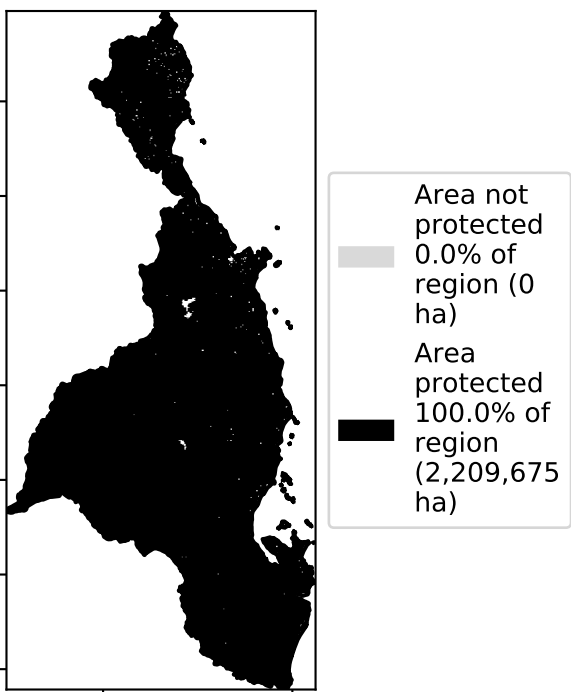 Area not
protected
0.0% of
region (0
ha)
Area
protected
100.0% of
region
(2,209,675
ha)